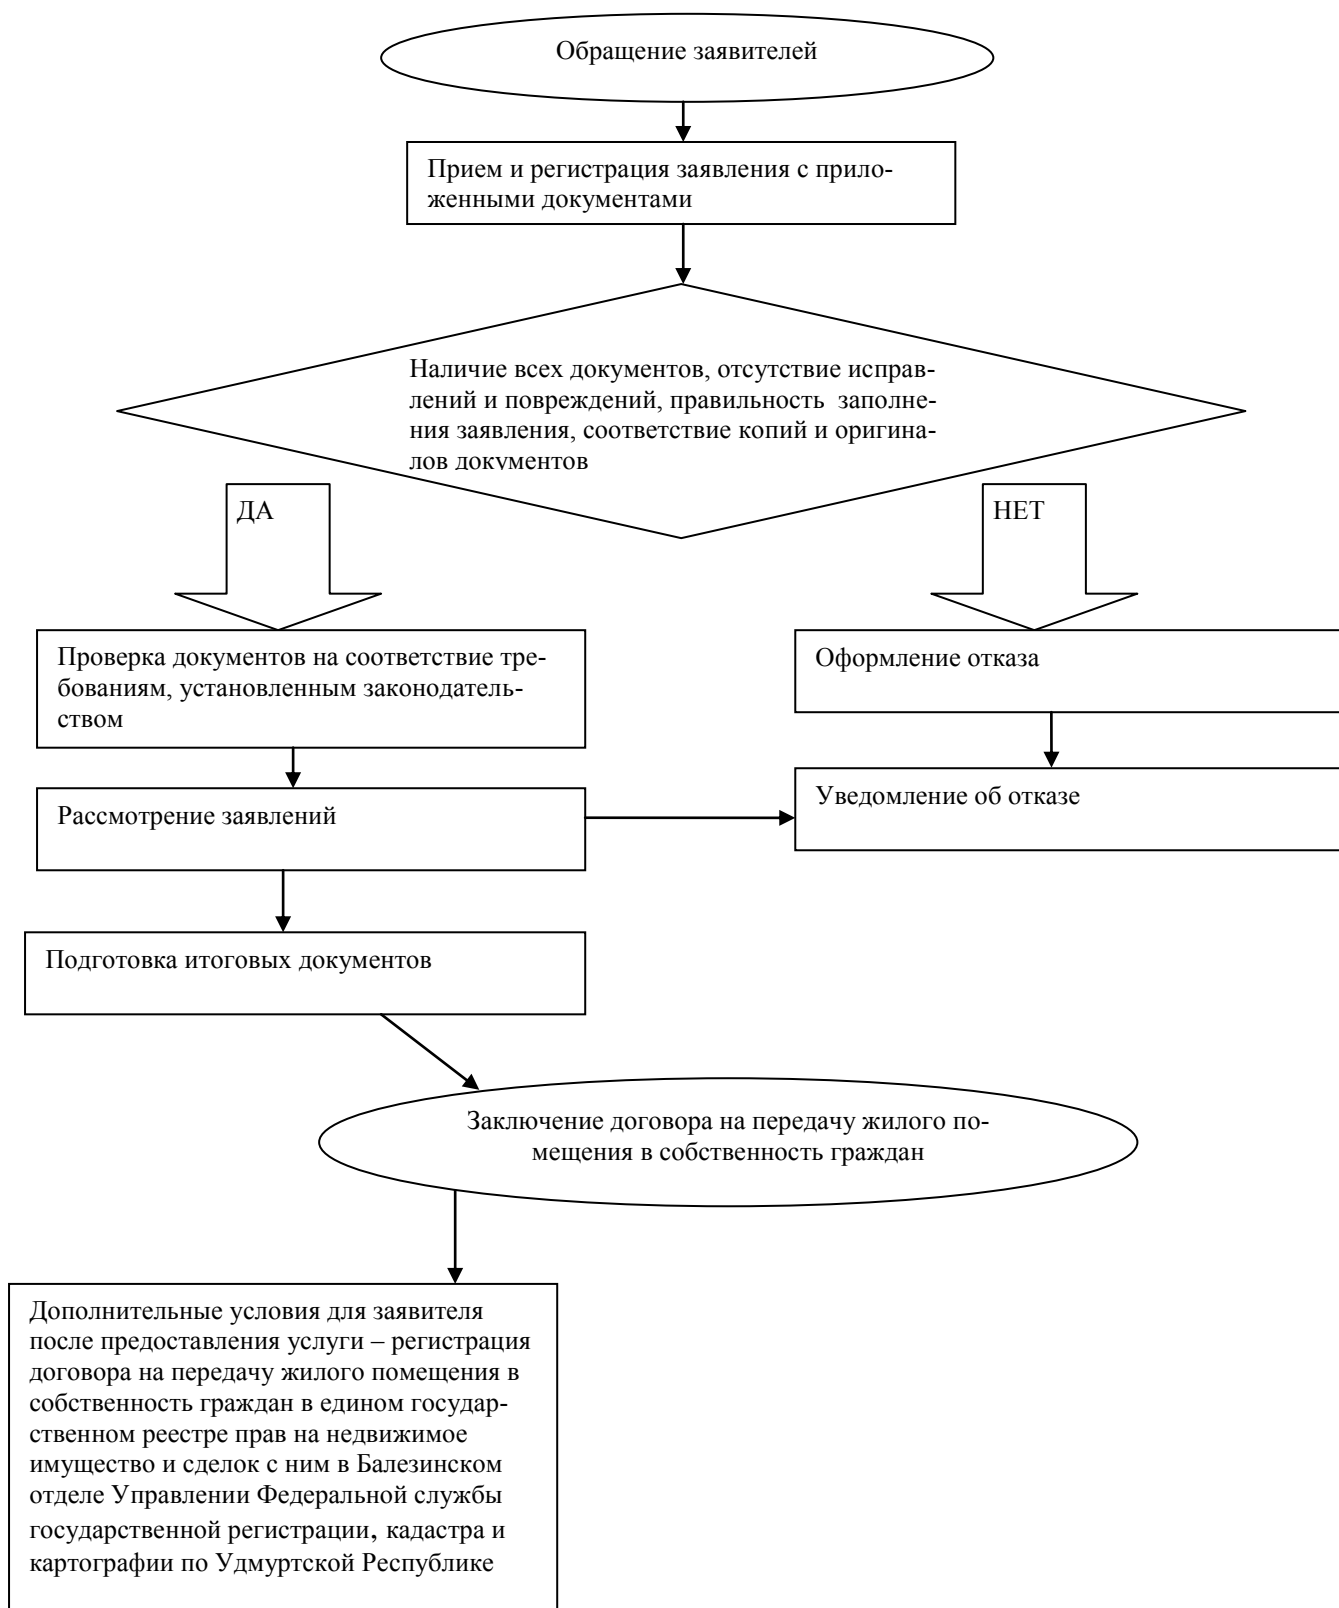 Обращение заявителей
Прием и регистрация заявления с прило-
женными документами
Наличие всех документов, отсутствие исправ-
лений и повреждений, правильность заполне-
ния заявления, соответствие копий и оригина-
лов документов
ДА
НЕТ
Проверка документов на соответствие тре-
бованиям, установленным законодатель-
ством
Оформление отказа
Рассмотрение заявлений
Уведомление об отказе
Подготовка итоговых документов
Заключение договора на передачу жилого по-
мещения в собственность граждан
Дополнительные условия для заявителя
после предоставления услуги – регистрация
договора на передачу жилого помещения в
собственность граждан в едином государ-
ственном реестре прав на недвижимое
имущество и сделок с ним в Балезинском
отделе Управлении Федеральной службы
государственной регистрации, кадастра и
картографии по Удмуртской Республике